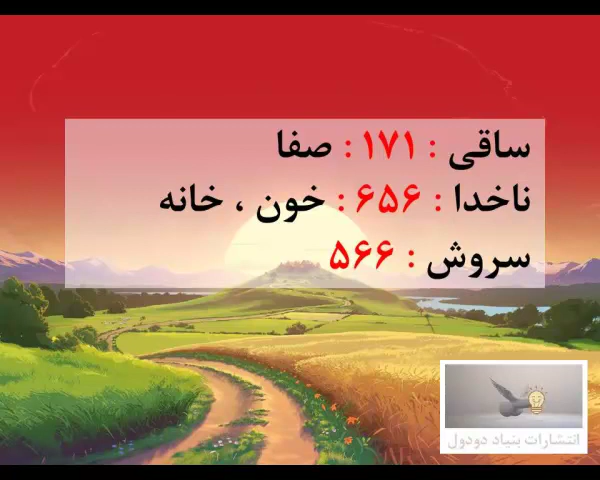 ساقی : ۱۷۱ : صفا
ناخدا : ۶۵۶ : خون ، خانه
سروش : ۵۶۶
انتشارات بنیاد دودول